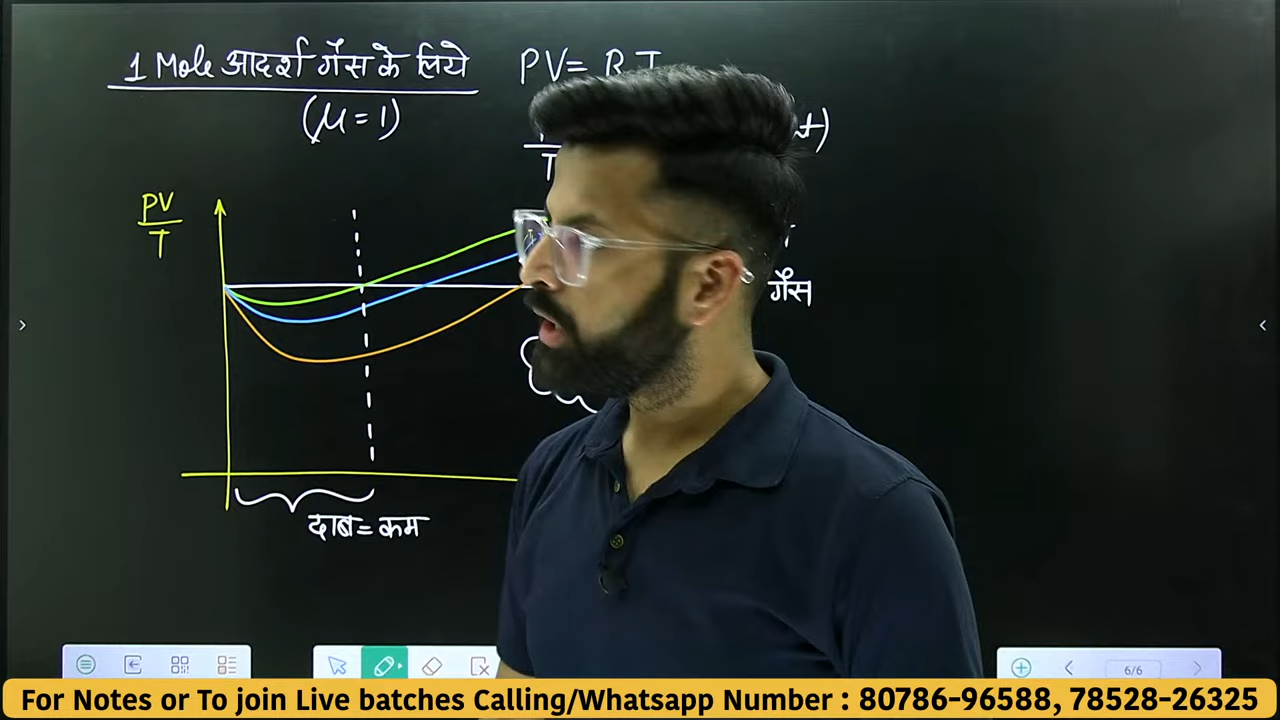 1 Mole आदर्श गैस के लिये
(μ = 1)
PV = RT
T
PV
T
गैस
दाब = कम
6/6
For Notes or To join Live batches Calling/Whatsapp Number : 80786-96588, 78528-26325